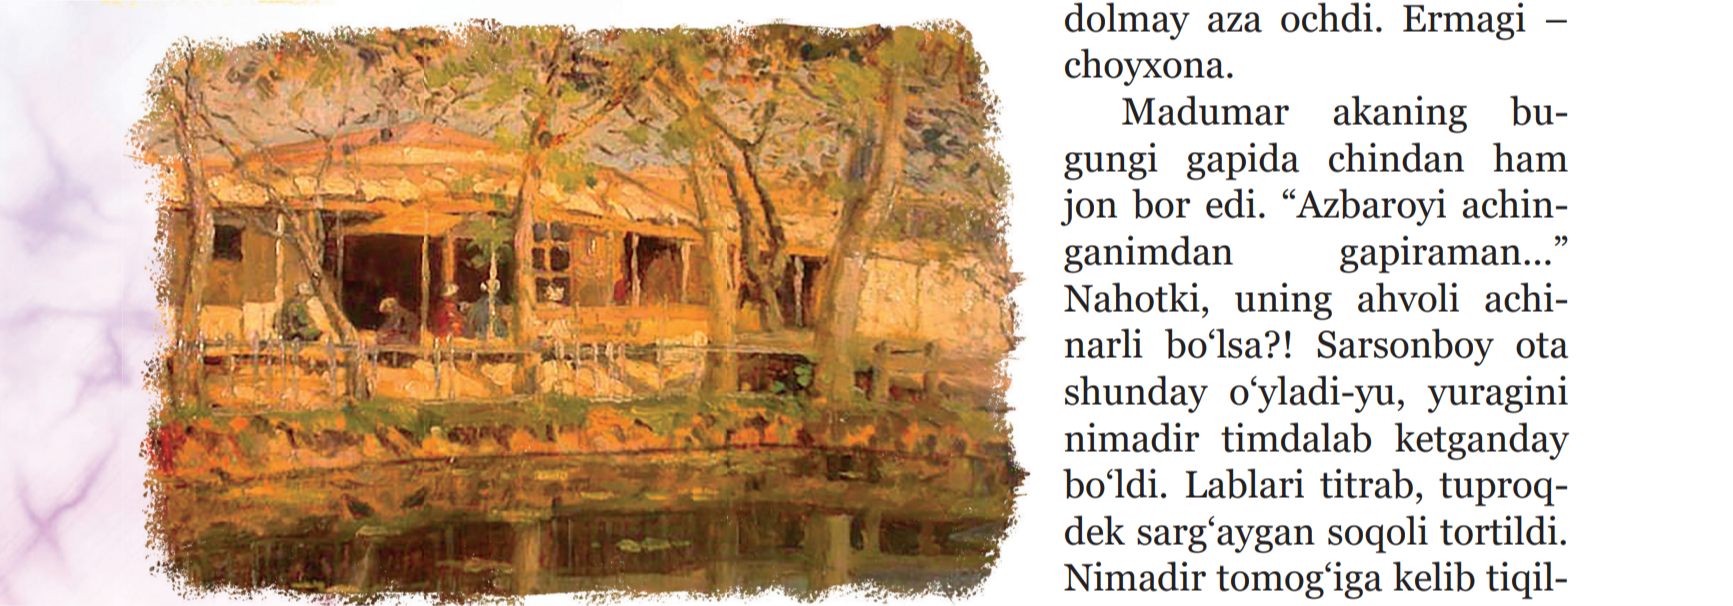 dolmay aza ochdi. Ermagi –
choyxona.
Madumar akaning bu-
gungi gapida chindan ham
jon bor edi. “Azbaroyi achin-
ganimdan gapiraman...”
Nahotki, uning ahvoli achi-
narli bo‘lsa?! Sarsonboy ota
shunday o‘yladi-yu, yuragini
nimadir timdalab ketganday
bo‘ldi. Lablari titrab, tuproq-
dek sarg‘aygan soqoli tortildi.
Nimadir tomog‘iga kelib tiqil-